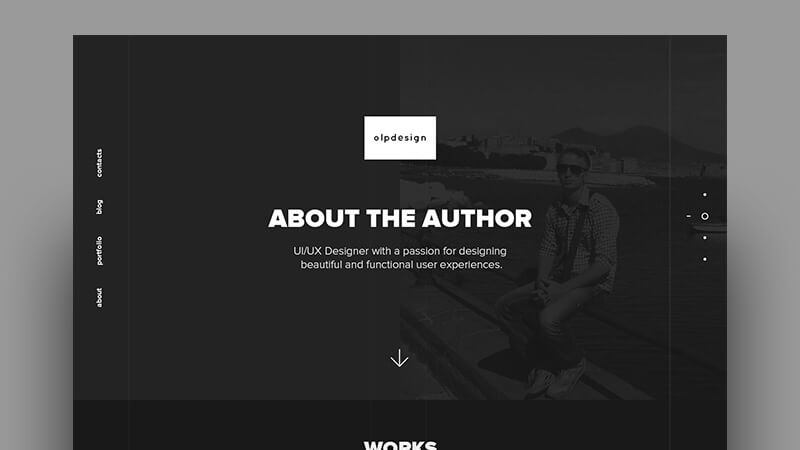 olpdesign
contacts
blog
portfolio
about
ABOUT THE AUTHOR
UI/UX Designer with a passion for designing
beautiful and functional user experiences.
WORKS